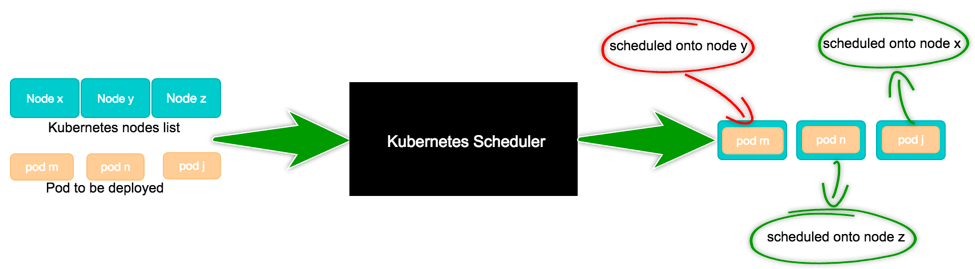 Node x
Node y
Node z
Kubernetes nodes list
pod m
pod n
pod j
Pod to be deployed
Kubernetes Scheduler
scheduled onto node y
scheduled onto node x
pod m
pod n
pod j
scheduled onto node z